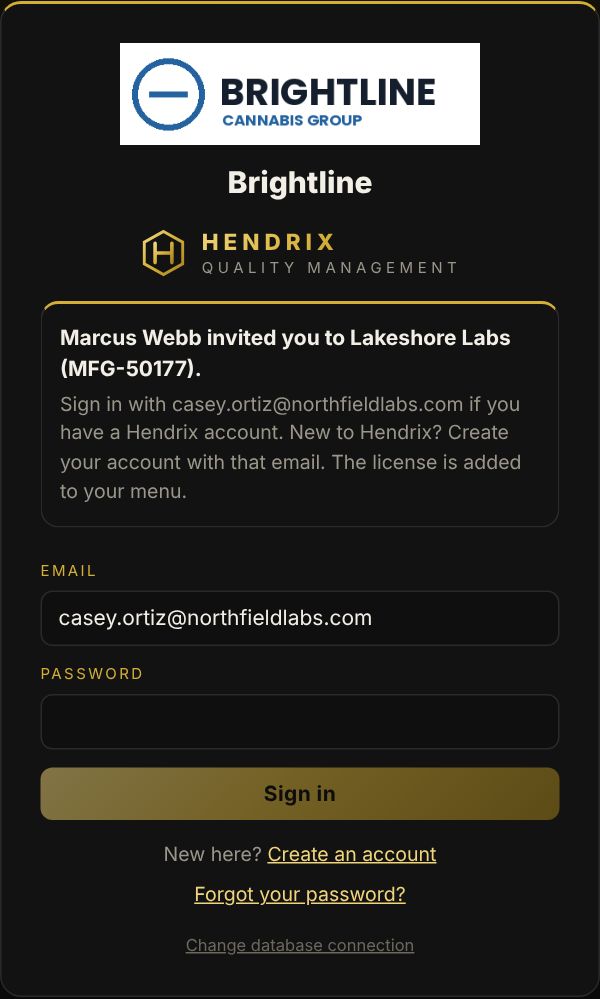 BRIGHTLINE
CANNABIS GROUP
Brightline
HENDRIX
QUALITY MANAGEMENT
Marcus Webb invited you to Lakeshore Labs
(MFG-50177).
Sign in with casey.ortiz@northfieldlabs.com if you
have a Hendrix account. New to Hendrix? Create
your account with that email. The license is added
to your menu.
EMAIL
casey.ortiz@northfieldlabs.com
PASSWORD
Sign in
New here? Create an account
Forgot your password?
Change database connection